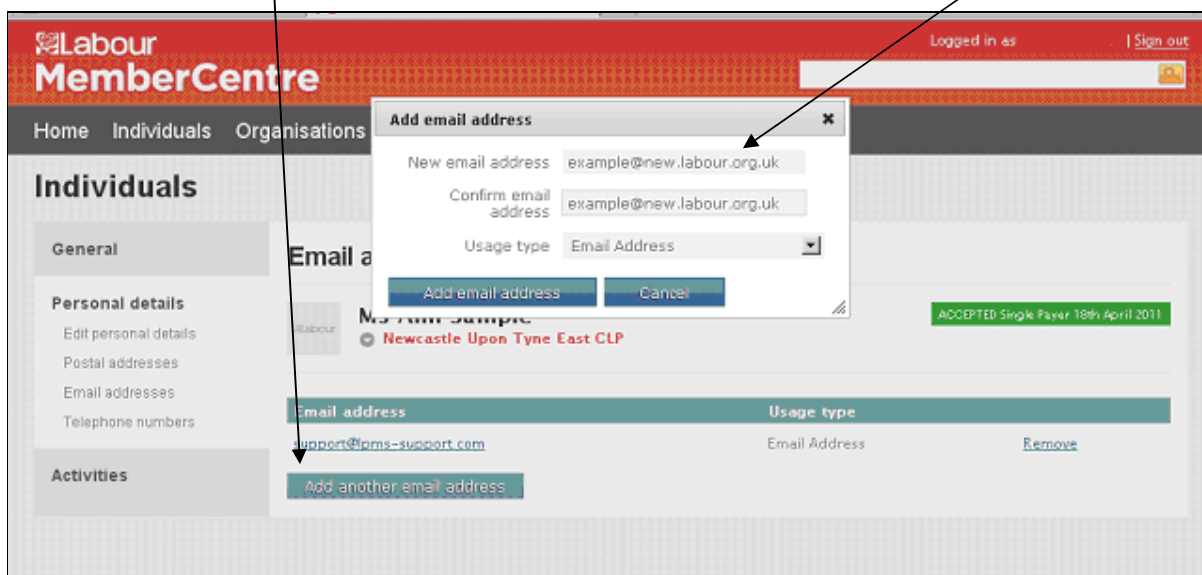 Labour
MemberCentre
Logged in as | Sign out
Home Individuals Organisations
Add email address
New email address example@new.labour.org.uk
Confirm email address example@new.labour.org.uk
Usage type Email Address
Add email address Cancel
Individuals
General
Personal details
Edit personal details
Postal addresses
Email addresses
Telephone numbers
Activities
Email a
Labour
Ms Ann Sample
Newcastle Upon Tyne East CLP
ACCEPTED Single Payer 18th April 2011
Email address Usage type
support@lpms-support.com Email Address Remove
Add another email address